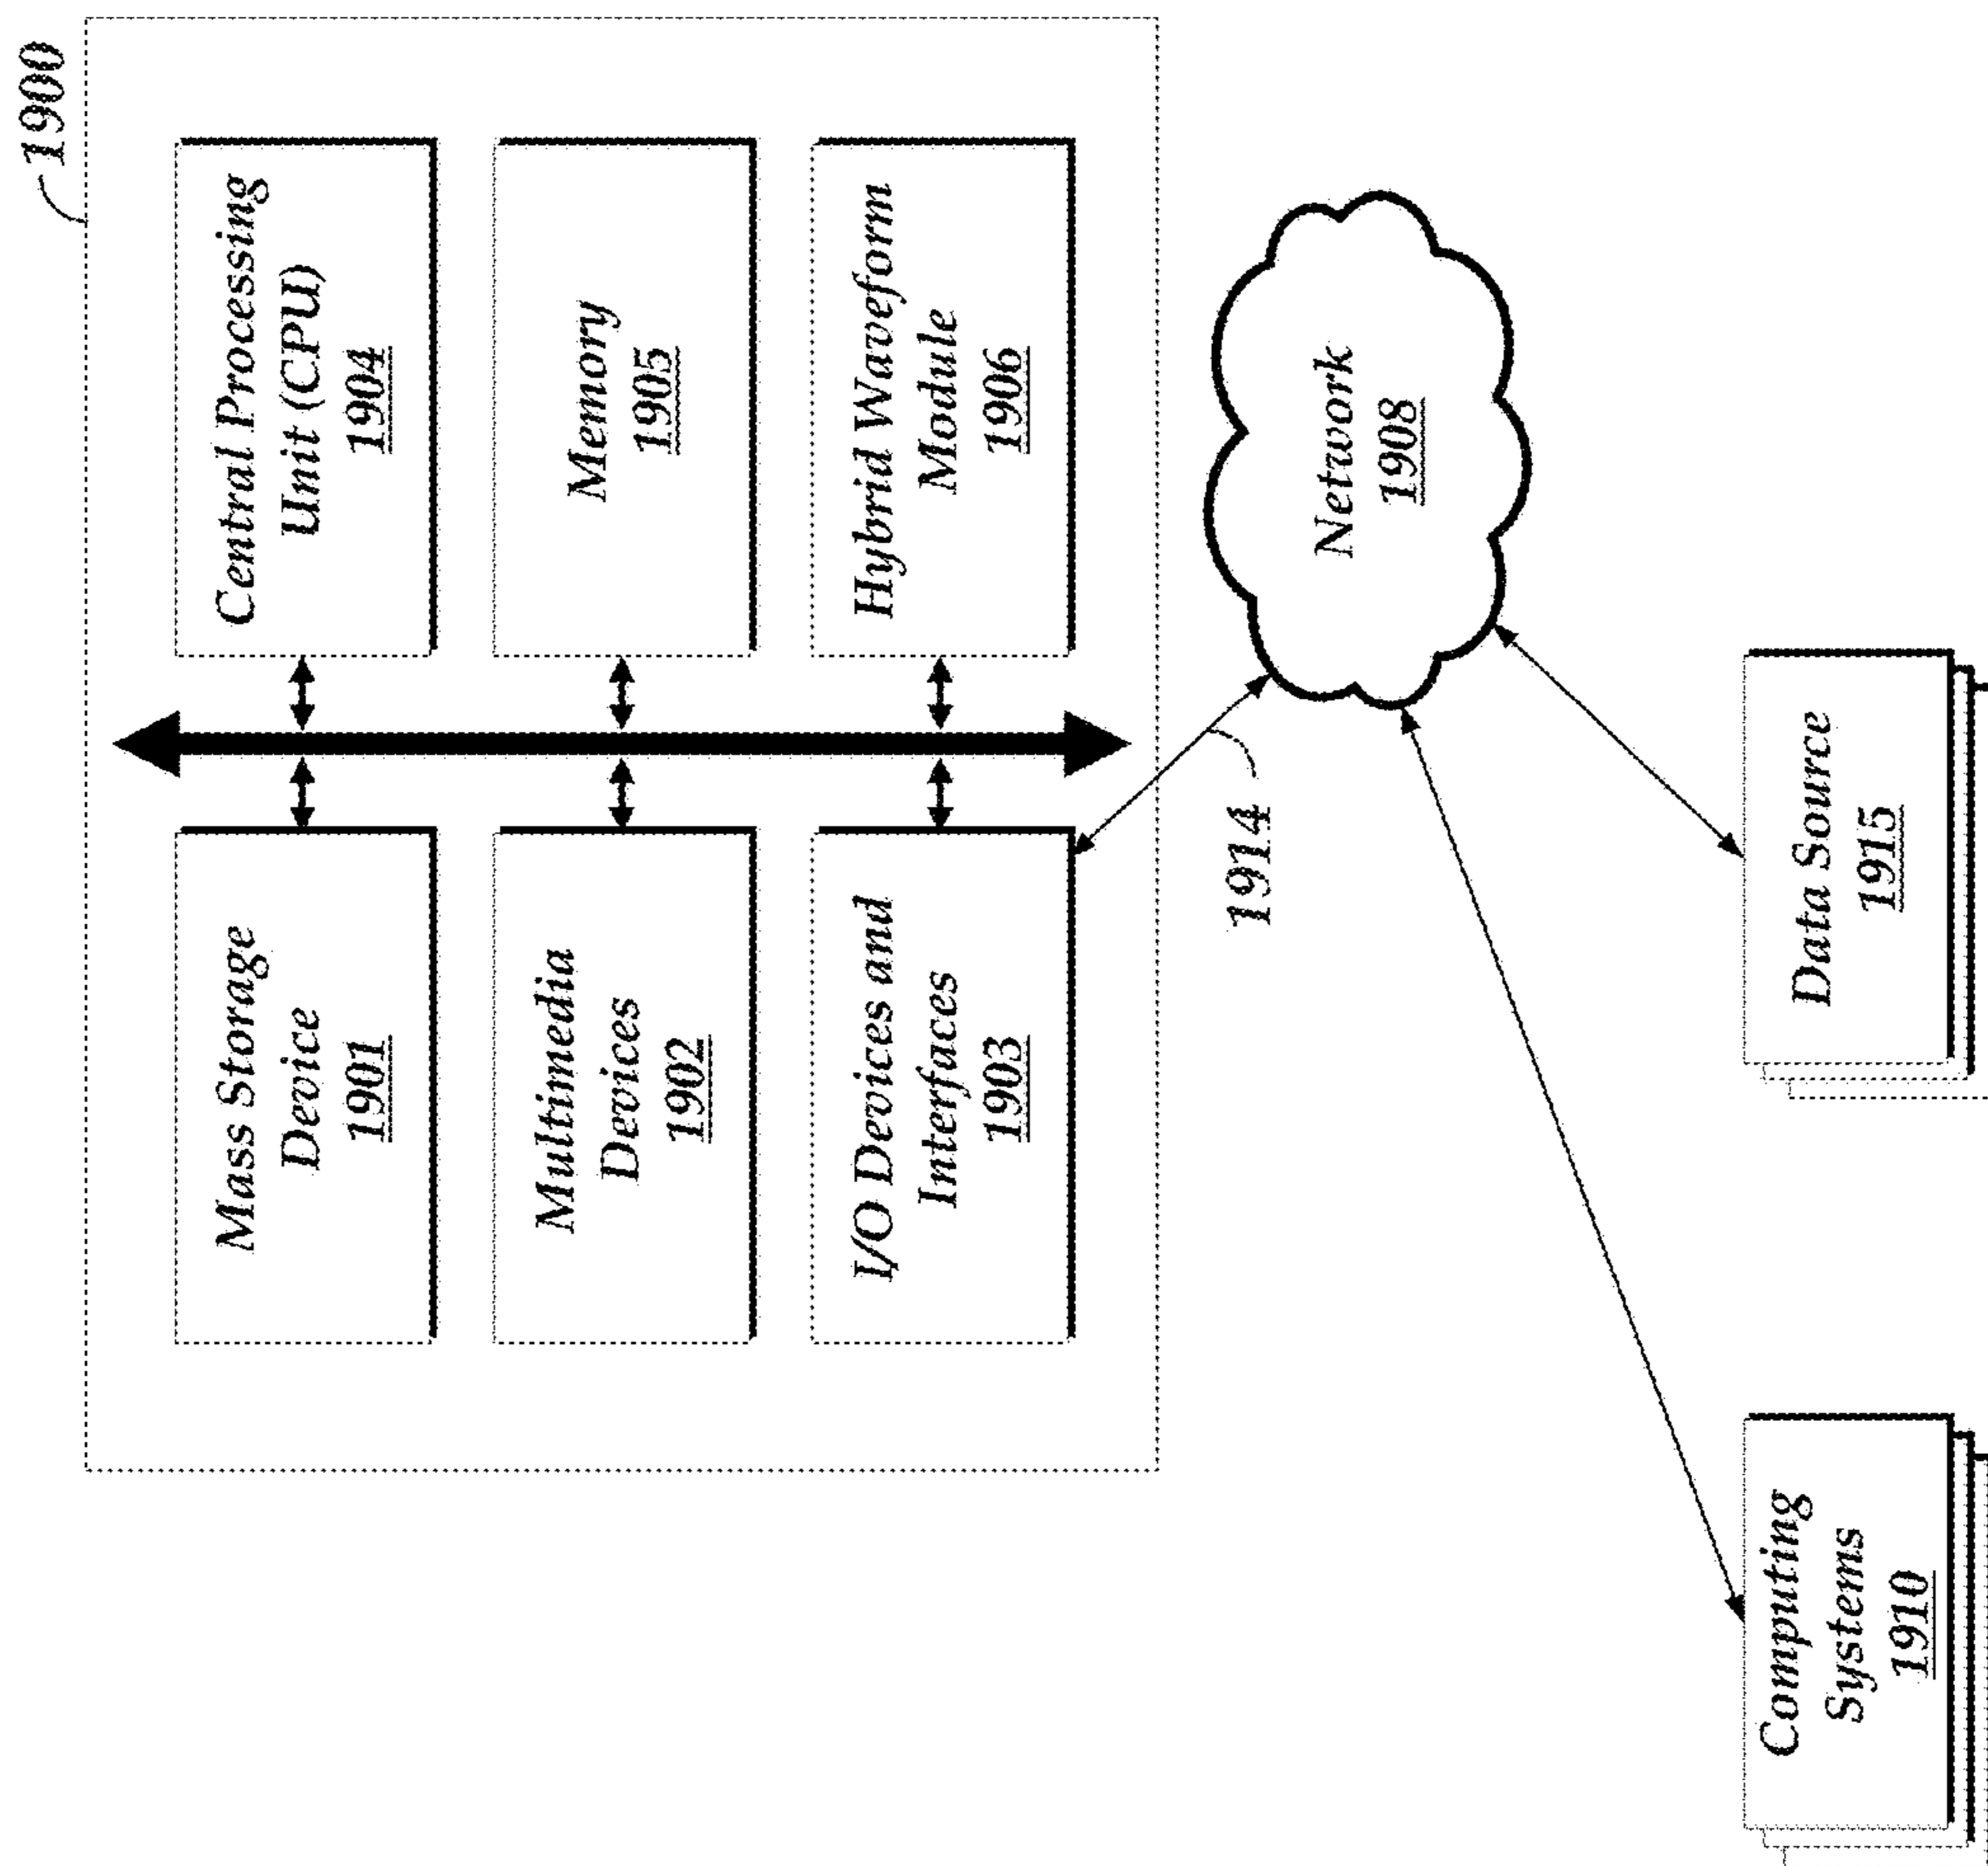 1900
Mass Storage
Device
1901
Central Processing
Unit (CPU)
1904
Multimedia
Devices
1902
Memory
1905
I/O Devices and
Interfaces
1903
Hybrid Waveform
Module
1906
1914
Network
1908
Computing
Systems
1910
Data Source
1915